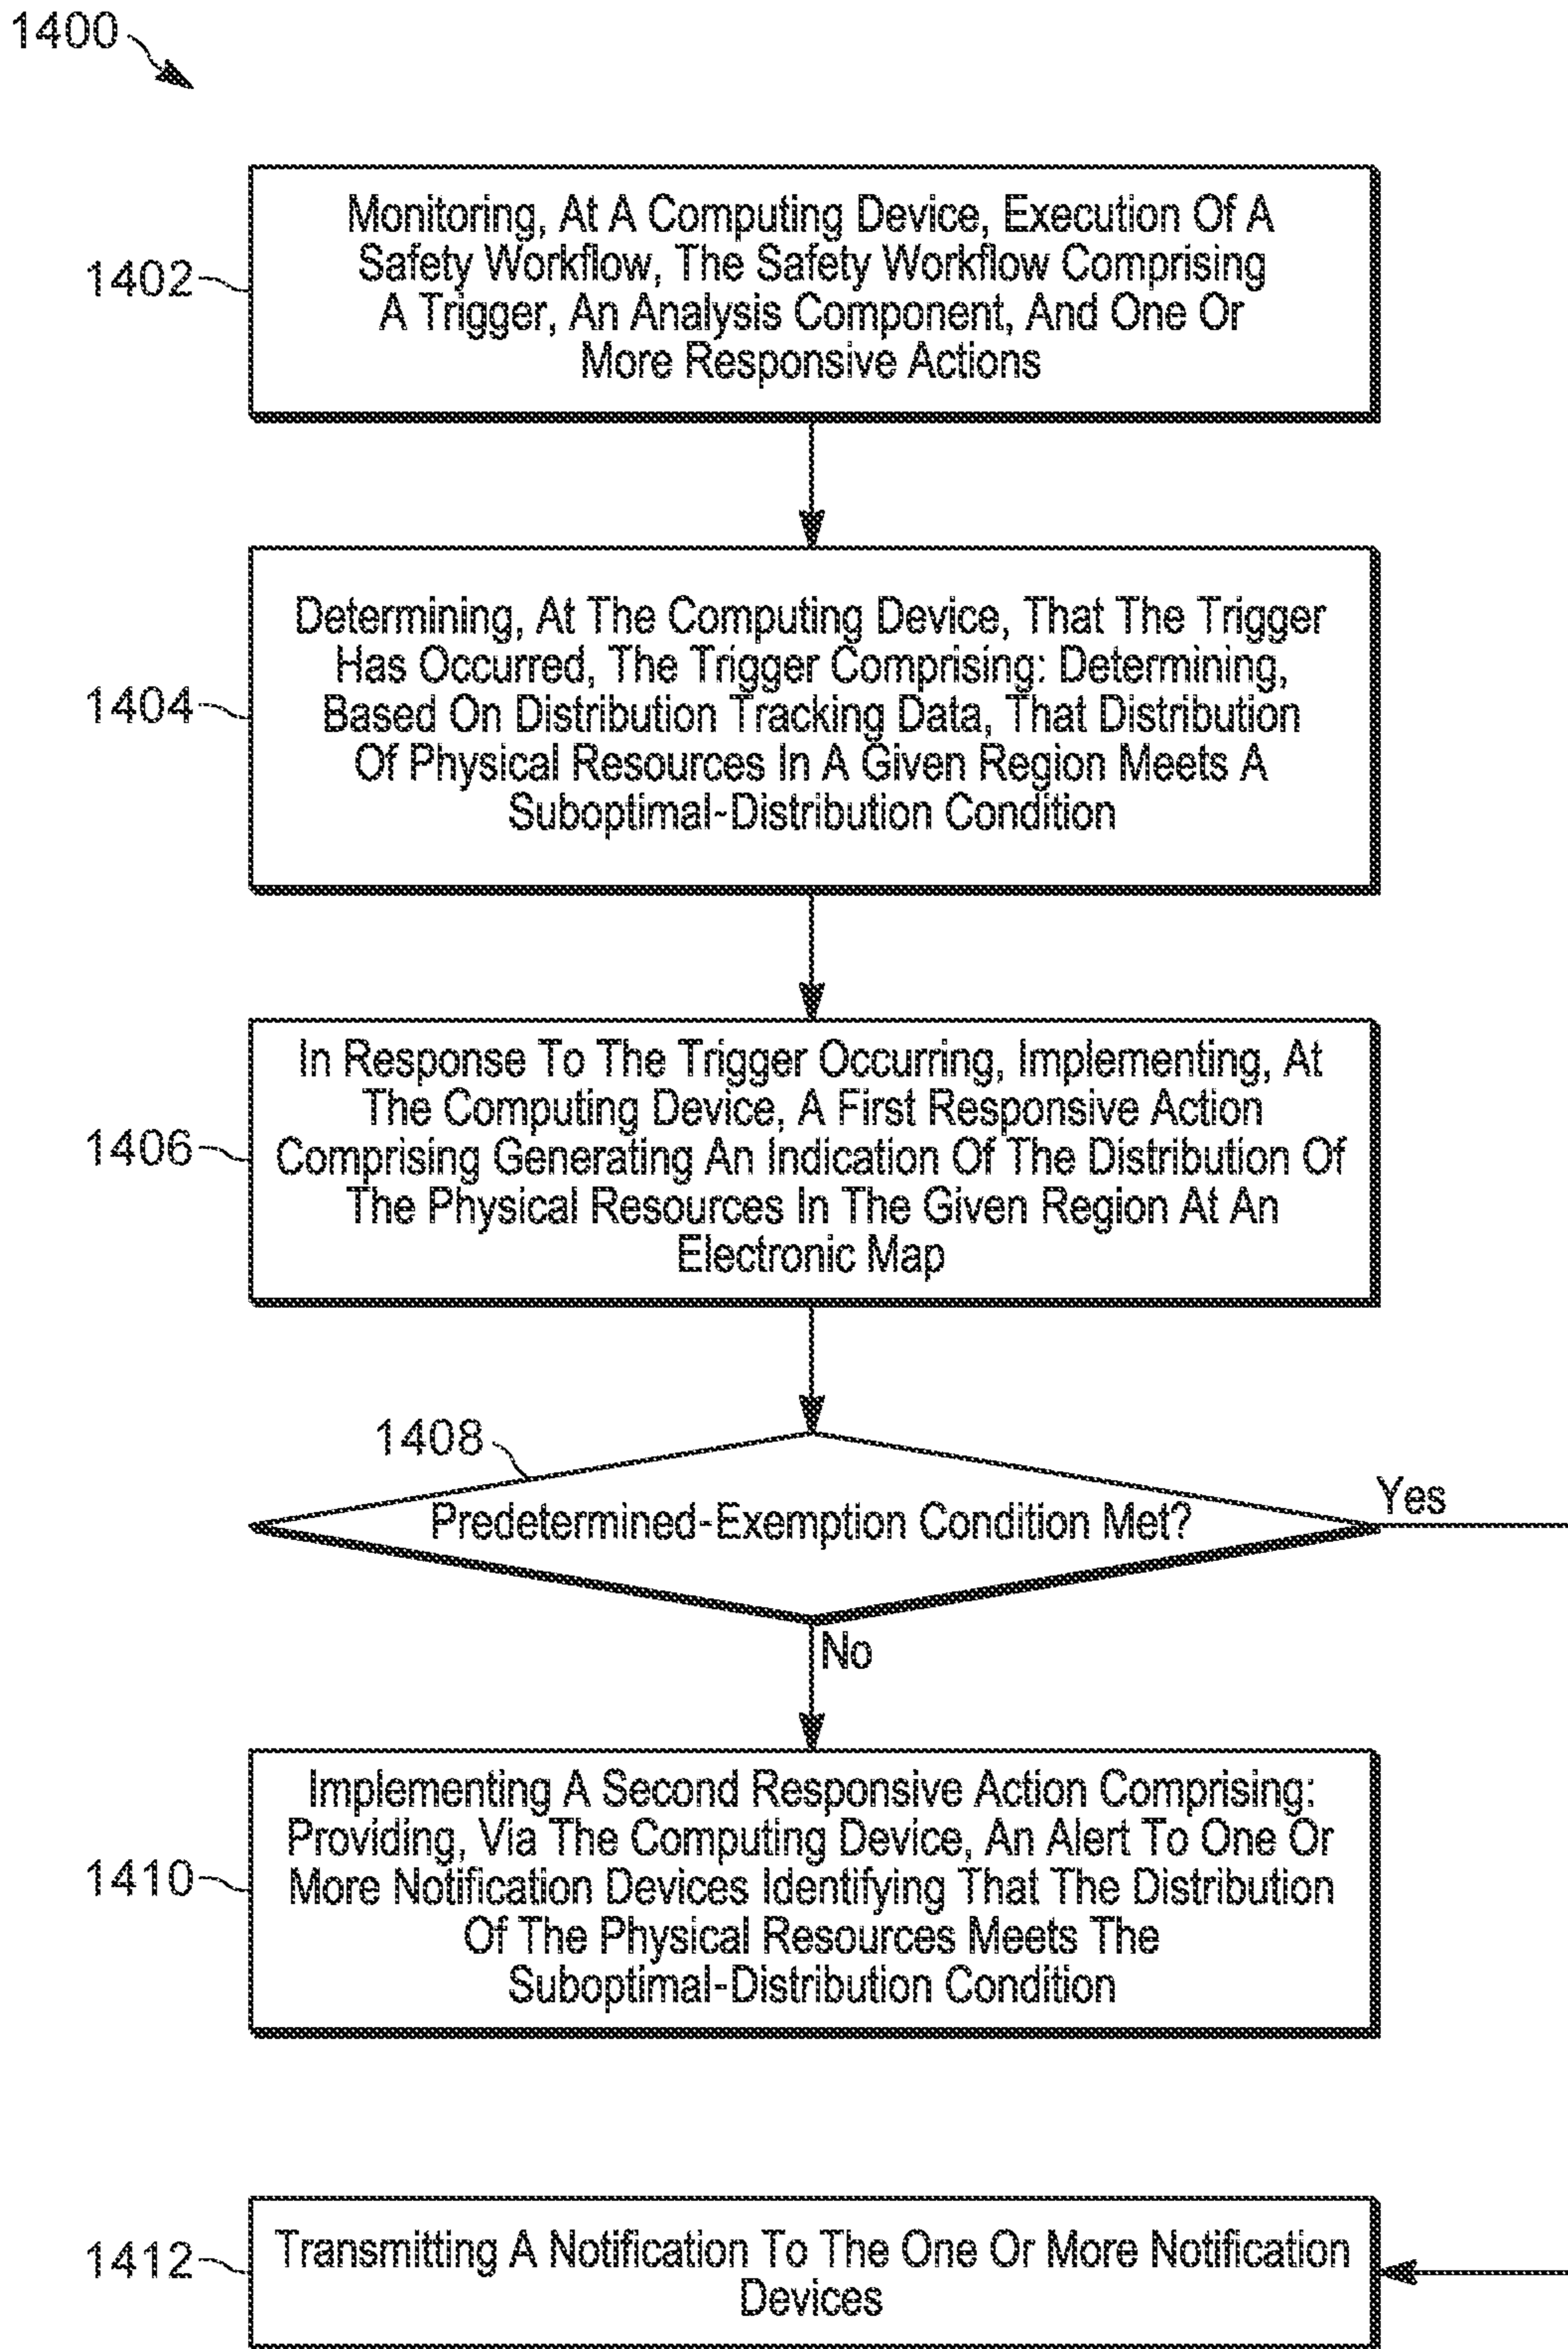 1400
1402
Monitoring, At A Computing Device, Execution Of A
Safety Workflow, The Safety Workflow Comprising
A Trigger, An Analysis Component, And One Or
More Responsive Actions
1404
Determining, At The Computing Device, That The Trigger
Has Occurred, The Trigger Comprising: Determining,
Based On Distribution Tracking Data, That Distribution
Of Physical Resources In A Given Region Meets A
Suboptimal-Distribution Condition
1406
In Response To The Trigger Occurring, Implementing, At
The Computing Device, A First Responsive Action
Comprising Generating An Indication Of The Distribution Of
The Physical Resources In The Given Region At An
Electronic Map
1408
Predetermined-Exemption Condition Met?
Yes
No
1410
Implementing A Second Responsive Action Comprising:
Providing, Via The Computing Device, An Alert To One Or
More Notification Devices Identifying That The Distribution
Of The Physical Resources Meets The
Suboptimal-Distribution Condition
1412
Transmitting A Notification To The One Or More Notification
Devices